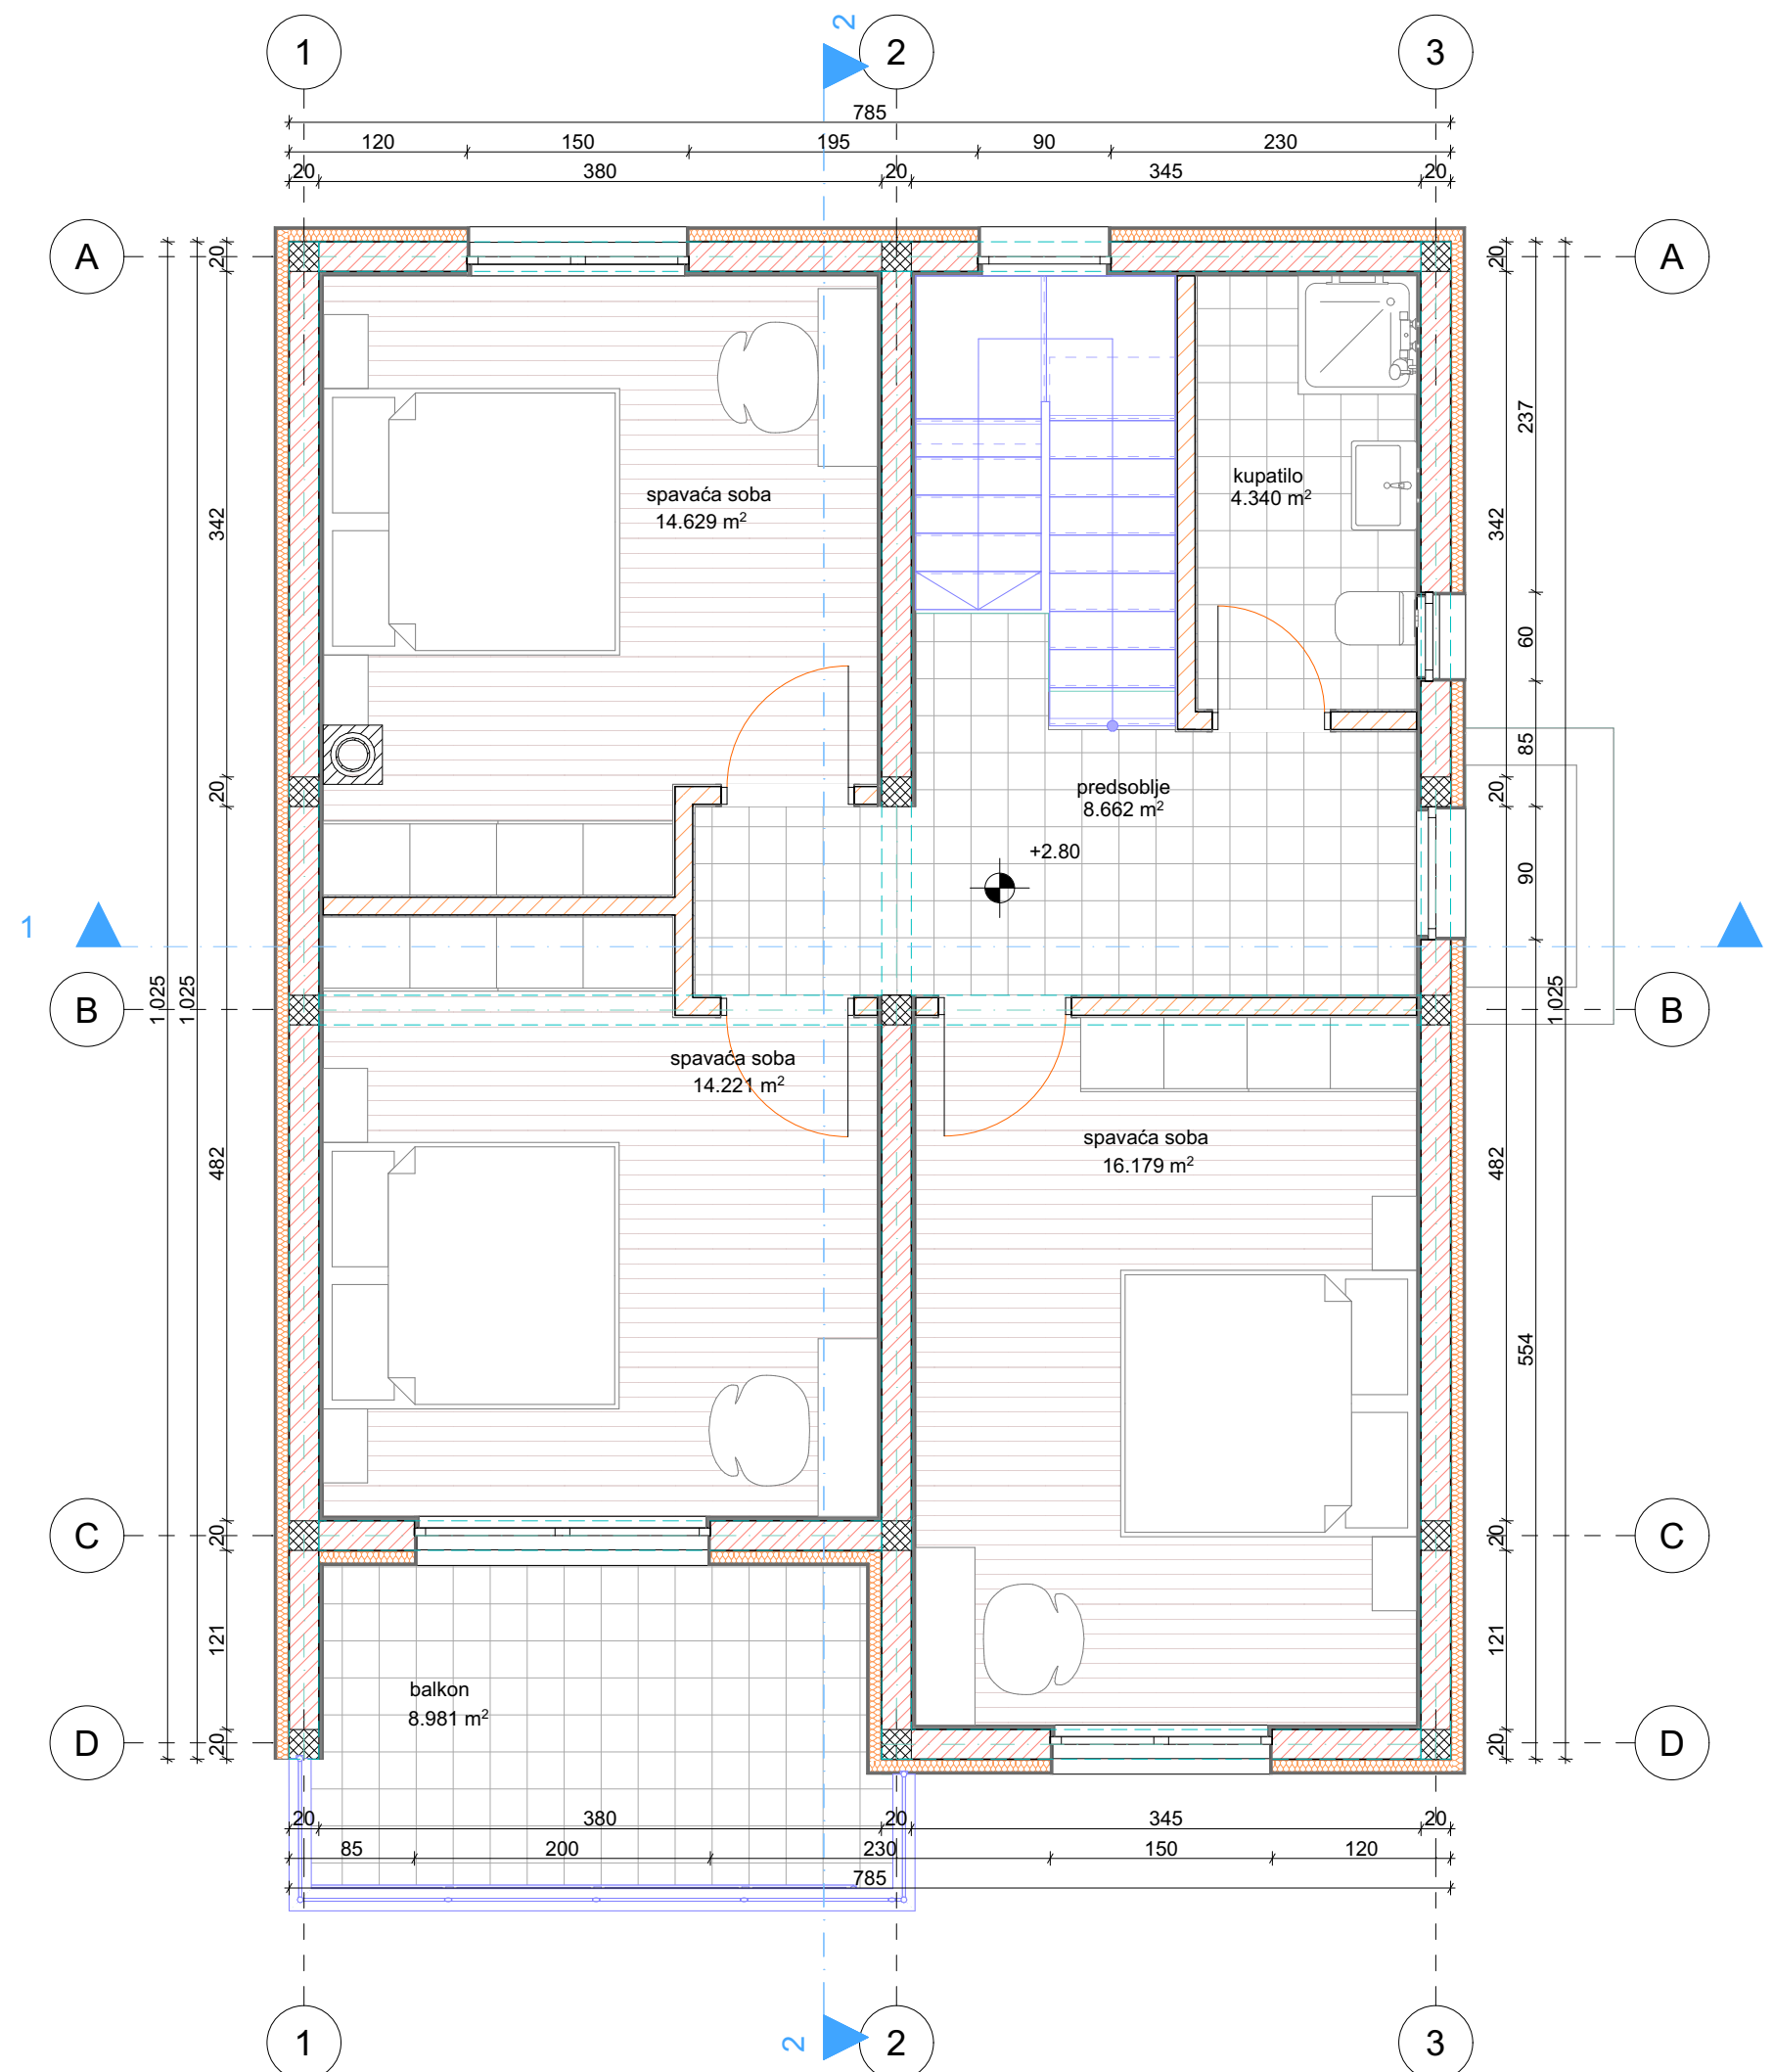 2
1 2 3
785
120 150 195 90 230
20 380 20 345 20
A A
20 20
237
kupatilo
4.340 m²
spavaća soba
14.629 m²
342 342
60
85
20 20
predsoblje
8.662 m²
+2.80
90
1
1 025 1 025 1 025
B B
spavaća soba
14.221 m²
spavaća soba
16.179 m²
482 482
554
20 20
C C
121 121
balkon
8.981 m²
20 20
D D
20 380 20 345 20
85 200 230 150 120
785
2
1 2 3